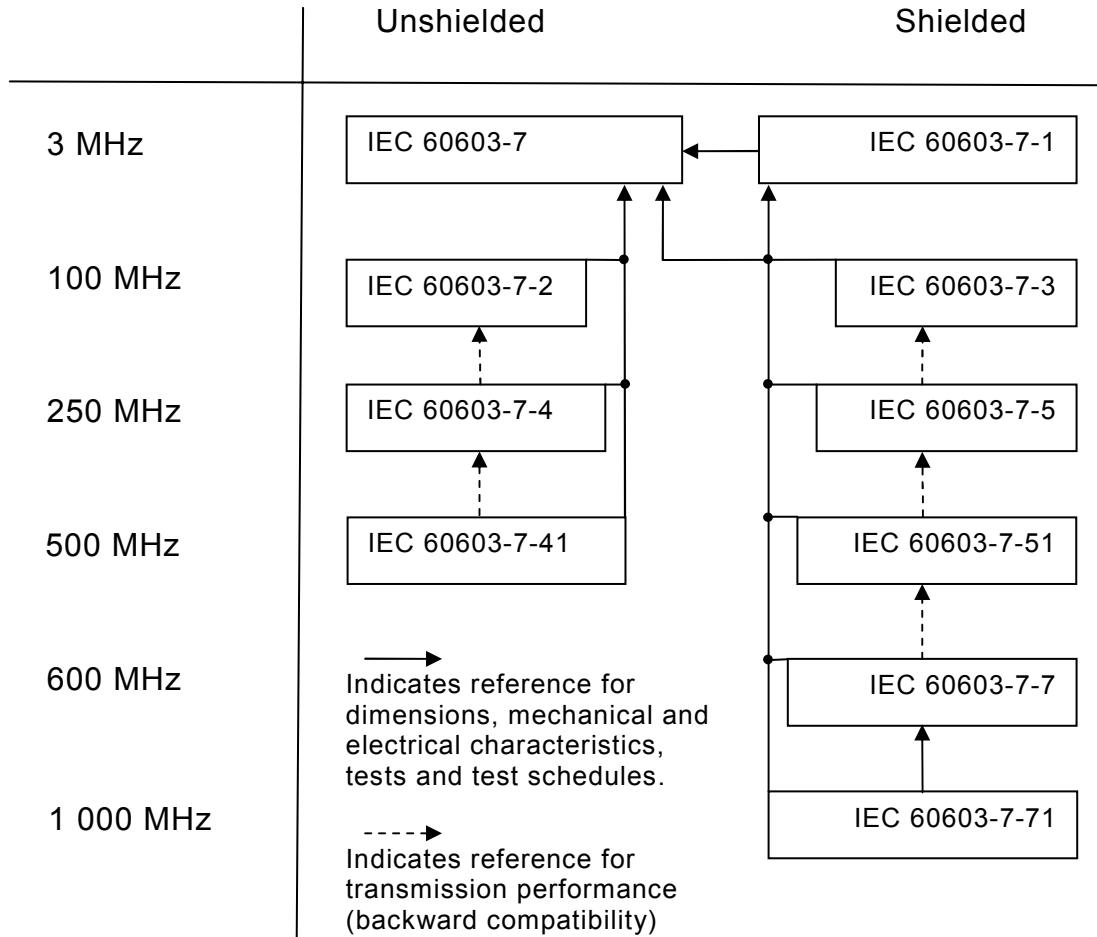 Unshielded Shielded
3 MHz IEC 60603-7 IEC 60603-7-1
100 MHz IEC 60603-7-2 IEC 60603-7-3
250 MHz IEC 60603-7-4 IEC 60603-7-5
500 MHz IEC 60603-7-41 IEC 60603-7-51
600 MHz IEC 60603-7-7
Indicates reference for
dimensions, mechanical and
electrical characteristics,
tests and test schedules.
1 000 MHz IEC 60603-7-71
Indicates reference for
transmission performance
(backward compatibility)